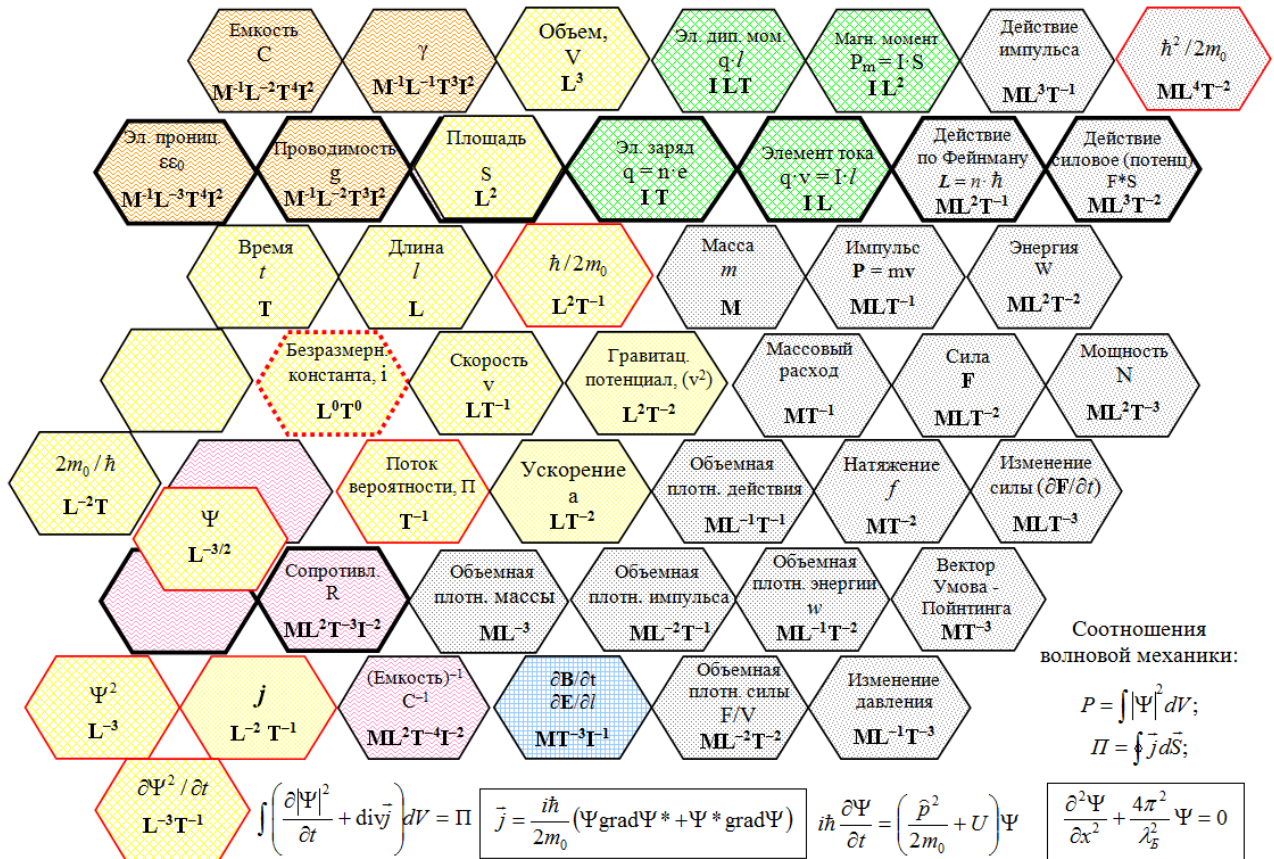 Емкость
C
M⁻¹L⁻²T⁴I²
γ
M⁻¹L⁻¹T³I²
Объем,
V
L³
Эл. дип. мом.
q·l
I LT
Магн. момент
Pₘ = I·S
I L²
Действие
импульса
ML³T⁻¹
ħ²/2m₀
ML⁴T⁻²
Эл. прониц.
εε₀
M⁻¹L⁻³T⁴I²
Проводимость
g
M⁻¹L⁻²T³I²
Площадь
S
L²
Эл. заряд
q = n·e
I T
Элемент тока
q·v = I·l
I L
Действие
по Фейнману
L = n·ħ
ML²T⁻¹
Действие
силовое (потенц)
F*S
ML³T⁻²
Время
t
T
Длина
l
L
ħ/2m₀
L²T⁻¹
Масса
m
M
Импульс
P = mv
MLT⁻¹
Энергия
W
ML²T⁻²
Безразмерн.
константа, i
L⁰T⁰
Скорость
v
LT⁻¹
Гравитац.
потенциал, (v²)
L²T⁻²
Массовый
расход
MT⁻¹
Сила
F
MLT⁻²
Мощность
N
ML²T⁻³
2m₀/ħ
L⁻²T
Ψ
L⁻³ᐟ²
Поток
вероятности, П
T⁻¹
Ускорение
a
LT⁻²
Объемная
плотн. действия
ML⁻¹T⁻¹
Натяжение
f
MT⁻²
Изменение
силы (∂F/∂t)
MLT⁻³
Сопротивл.
R
ML²T⁻³I⁻²
Объемная
плотн. массы
ML⁻³
Объемная
плотн. импульса
ML⁻²T⁻¹
Объемная
плотн. энергии
w
ML⁻¹T⁻²
Вектор
Умова -
Пойнтинга
MT⁻³
Ψ²
L⁻³
j
L⁻² T⁻¹
(Емкость)⁻¹
C⁻¹
ML²T⁻⁴I⁻²
∂B/∂t
∂E/∂l
MT⁻³I⁻¹
Объемная
плотн. силы
F/V
ML⁻²T⁻²
Изменение
давления
ML⁻¹T⁻³
Соотношения
волновой механики:
P = ∫|Ψ|² dV;
П = ∮ j⃗ dS⃗;
∂Ψ²/∂t
L⁻³T⁻¹
∫(∂|Ψ|²/∂t + div j⃗)dV = П
j⃗ = iħ/2m₀ (Ψ grad Ψ* + Ψ* grad Ψ)
iħ ∂Ψ/∂t = (p̂²/2m₀ + U)Ψ
∂²Ψ/∂x² + 4π²/λ_Б² Ψ = 0